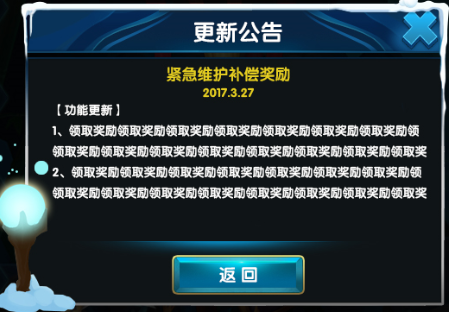 更新公告
紧急维护补偿奖励
2017.3.27
【功能更新】
1、领取奖励领取奖励领取奖励领取奖励领取奖励领取奖励领取奖励领
领取奖励领取奖励领取奖励领取奖励领取奖励领取奖励领取奖励领取奖
2、领取奖励领取奖励领取奖励领取奖励领取奖励领取奖励领取奖励领
领取奖励领取奖励领取奖励领取奖励领取奖励领取奖励领取奖励领取奖
返回